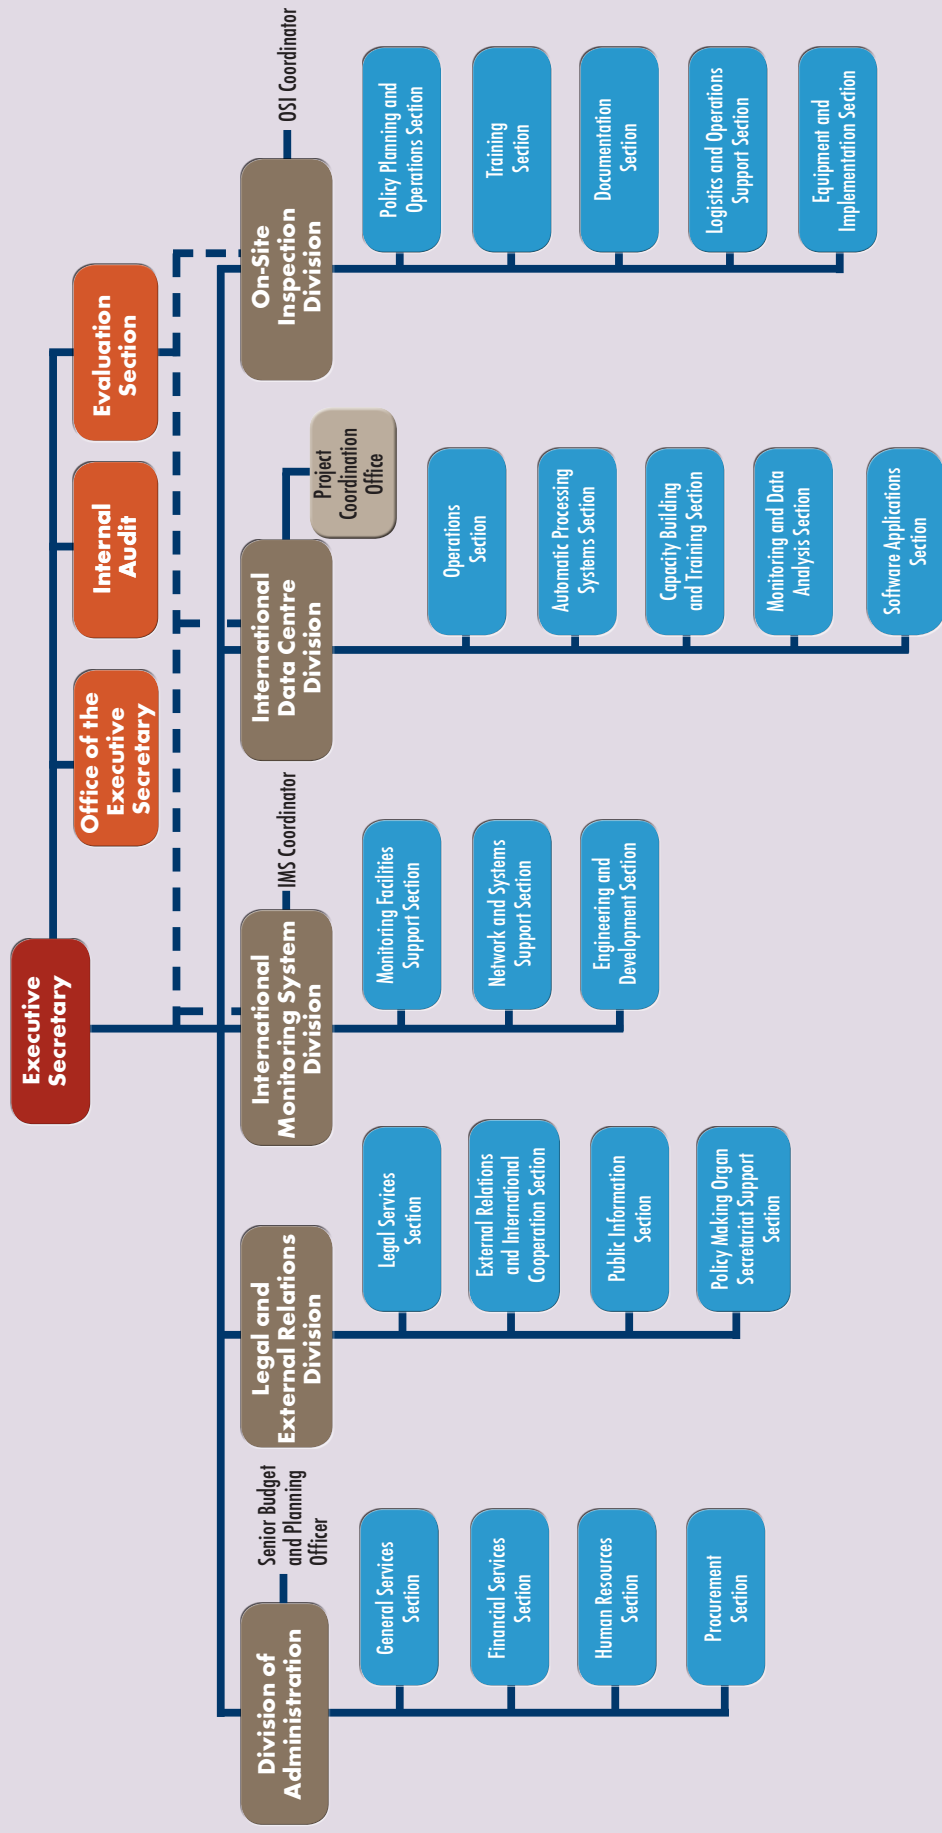 Executive
Secretary
Office of the
Executive
Secretary
Internal
Audit
Evaluation
Section
Division of
Administration
Senior Budget
and Planning
Officer
General Services
Section
Financial Services
Section
Human Resources
Section
Procurement
Section
Legal and
External Relations
Division
Legal Services
Section
External Relations
and International
Cooperation Section
Public Information
Section
Policy Making Organ
Secretariat Support
Section
International
Monitoring System
Division
IMS Coordinator
Monitoring Facilities
Support Section
Network and Systems
Support Section
Engineering and
Development Section
International
Data Centre
Division
Project
Coordination
Office
Operations
Section
Automatic Processing
Systems Section
Capacity Building
and Training Section
Monitoring and Data
Analysis Section
Software Applications
Section
On-Site
Inspection
Division
OSI Coordinator
Policy Planning and
Operations Section
Training
Section
Documentation
Section
Logistics and Operations
Support Section
Equipment and
Implementation Section